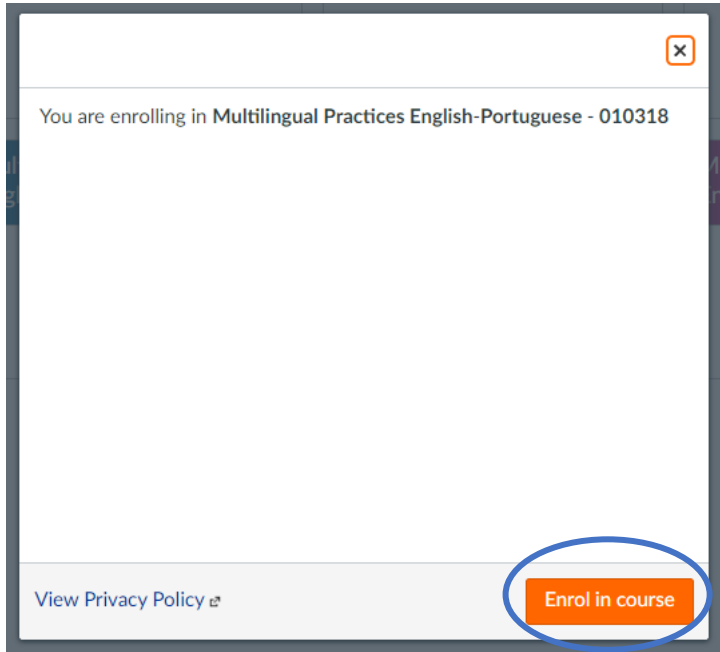 You are enrolling in Multilingual Practices English-Portuguese - 010318
View Privacy Policy
Enrol in course